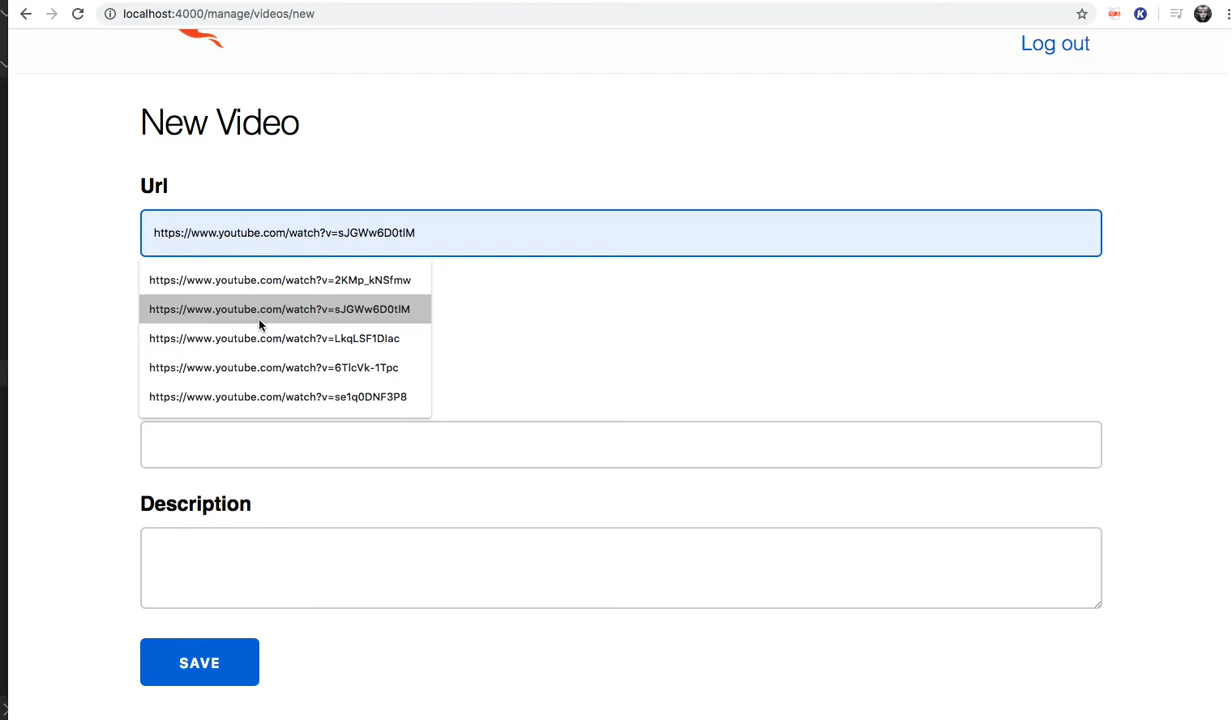 localhost:4000/manage/videos/new
Log out
New Video
Url
https://www.youtube.com/watch?v=sJGWw6D0tlM
https://www.youtube.com/watch?v=2KMp_kNSfmw
https://www.youtube.com/watch?v=sJGWw6D0tlM
https://www.youtube.com/watch?v=LkqLSF1Dlac
https://www.youtube.com/watch?v=6TlcVk-1Tpc
https://www.youtube.com/watch?v=se1q0DNF3P8
Description
SAVE